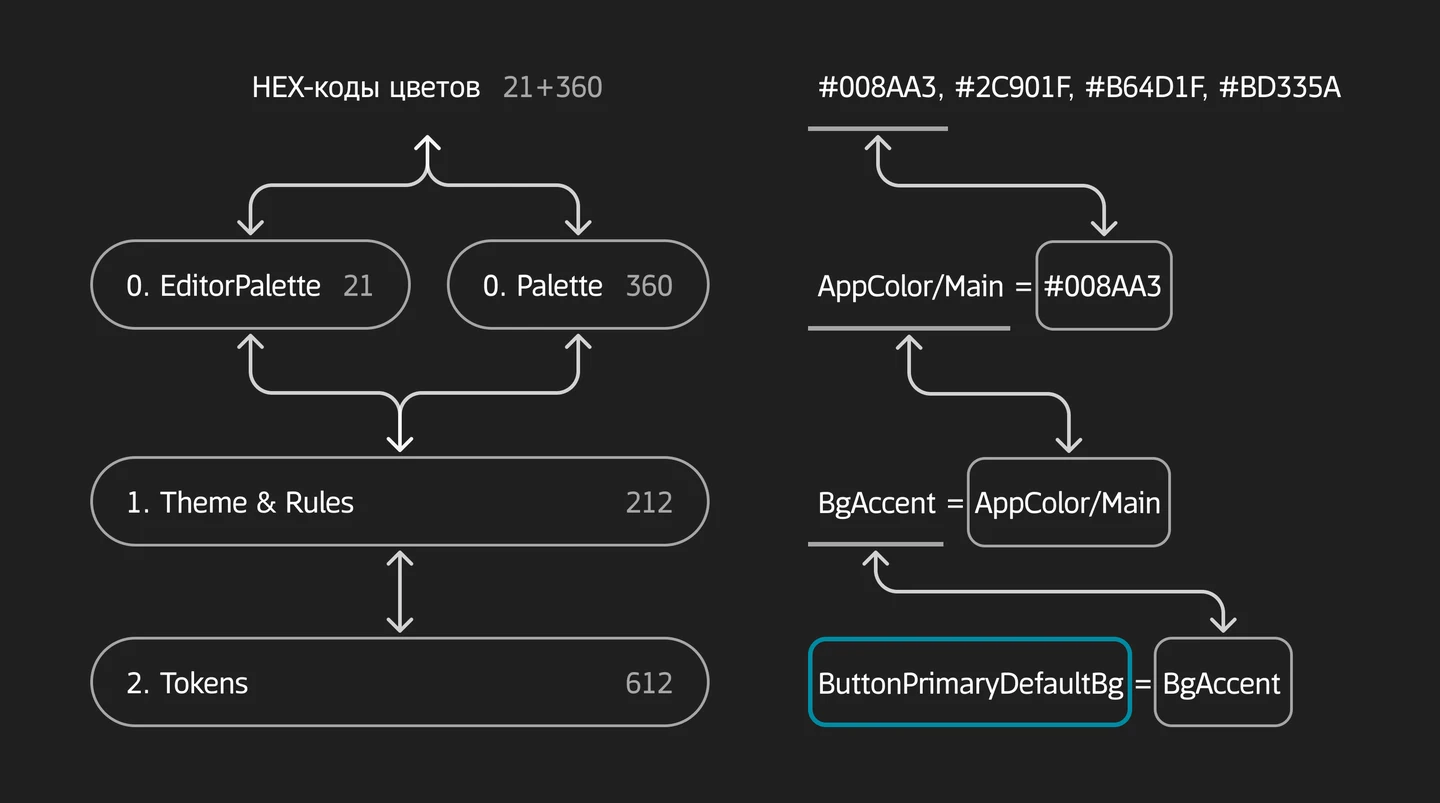 HEX-коды цветов 21+360
#008AA3, #2C901F, #B64D1F, #BD335A
0. EditorPalette 21
0. Palette 360
AppColor/Main = #008AA3
1. Theme & Rules 212
BgAccent = AppColor/Main
2. Tokens 612
ButtonPrimaryDefaultBg = BgAccent